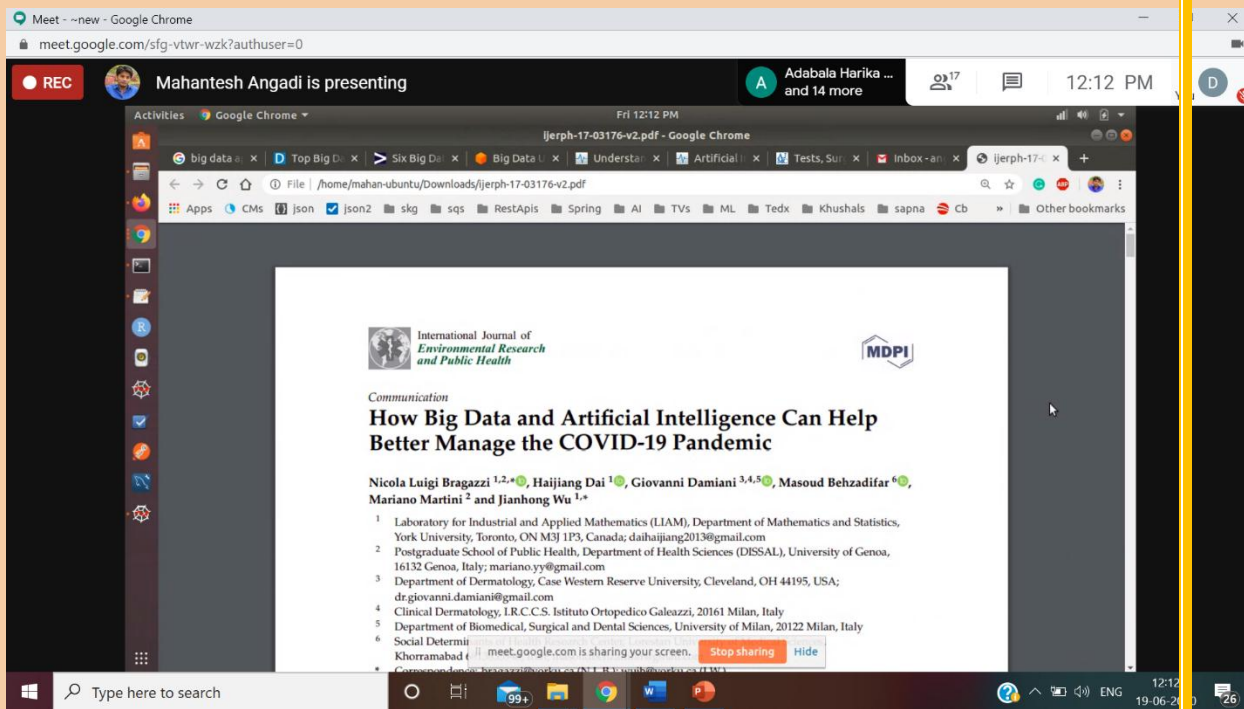 Meet - ~new - Google Chrome
meet.google.com/sfg-vtwr-wzk?authuser=0
REC
Mahantesh Angadi is presenting
A
Adabala Harika ...
and 14 more
17
12:12 PM
D
Activities
Google Chrome
Fri 12:12 PM
ijerph-17-03176-v2.pdf - Google Chrome
big data a
Top Big D
Six Big Da
Big Data U
Understan
Artificial
Tests, Sur
Inbox - an
ijerph-17-
File | /home/mahan-ubuntu/Downloads/ijerph-17-03176-v2.pdf
Apps CMs json json2 skg sqs RestApis Spring AI TVs ML Tedx Khushals sapna Cb » Other bookmarks
International Journal of
Environmental Research
and Public Health
MDPI
Communication
How Big Data and Artificial Intelligence Can Help
Better Manage the COVID-19 Pandemic
Nicola Luigi Bragazzi 1,2,*, Haijiang Dai 1, Giovanni Damiani 3,4,5, Masoud Behzadifar 6,
Mariano Martini 2 and Jianhong Wu 1,*
1 Laboratory for Industrial and Applied Mathematics (LIAM), Department of Mathematics and Statistics,
York University, Toronto, ON M3J 1P3, Canada; daihaijiang2013@gmail.com
2 Postgraduate School of Public Health, Department of Health Sciences (DISSAL), University of Genoa,
16132 Genoa, Italy; mariano.yy@gmail.com
3 Department of Dermatology, Case Western Reserve University, Cleveland, OH 44195, USA;
dr.giovanni.damiani@gmail.com
4 Clinical Dermatology, I.R.C.C.S. Istituto Ortopedico Galeazzi, 20161 Milan, Italy
5 Department of Biomedical, Surgical and Dental Sciences, University of Milan, 20122 Milan, Italy
6 Social
Khorramabad
meet.google.com is sharing your screen. Stop sharing Hide
Type here to search
99+
ENG
12:12
19-06-2
26